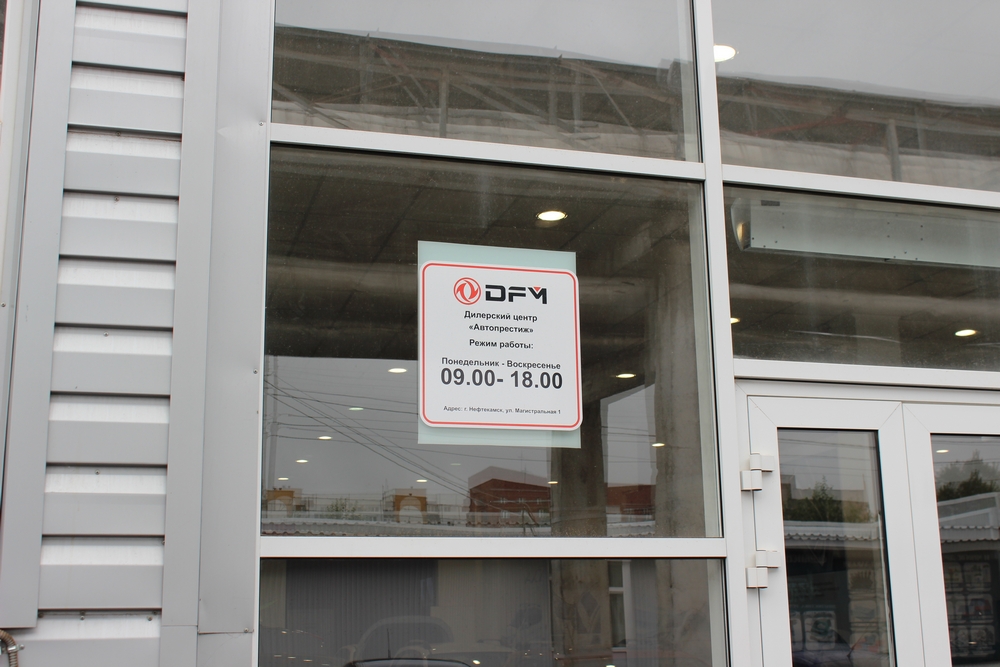 DFM
Дилерский центр
«Автопрестиж»
Режим работы:
Понедельник - Воскресенье
09.00- 18.00
Адрес: г. Нефтекамск, ул. Магистральная 1